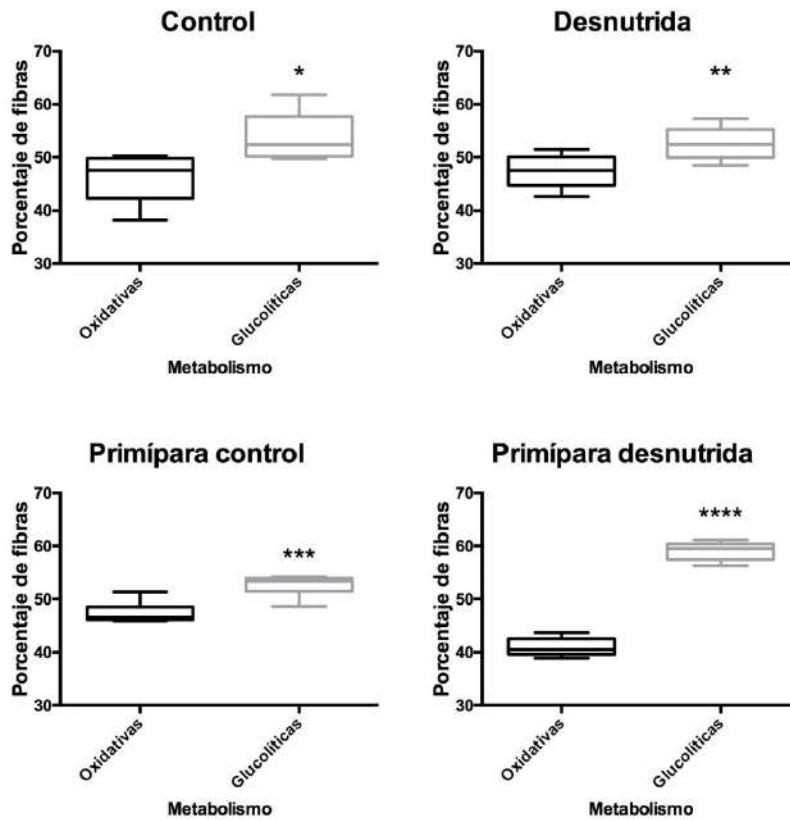 Control
Porcentaje de fibras
70
60
50
40
30
*
Oxidativas
Glucolíticas
Metabolismo
Desnutrida
Porcentaje de fibras
70
60
50
40
30
**
Oxidativas
Glucolíticas
Metabolismo
Primípara control
Porcentaje de fibras
70
60
50
40
30
***
Oxidativas
Glucolíticas
Metabolismo
Primípara desnutrida
Porcentaje de fibras
70
60
50
40
30
****
Oxidativas
Glucolíticas
Metabolismo